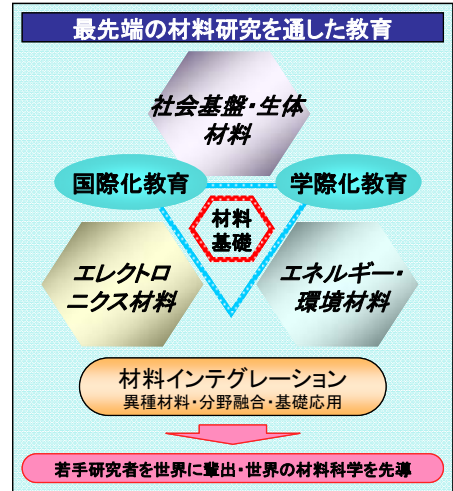 最先端の材料研究を通した教育
社会基盤・生体
材料
国際化教育
学際化教育
材料
基礎
エレクトロ
ニクス材料
エネルギー・
環境材料
材料インテグレーション
異種材料・分野融合・基礎応用
若手研究者を世界に輩出・世界の材料科学を先導